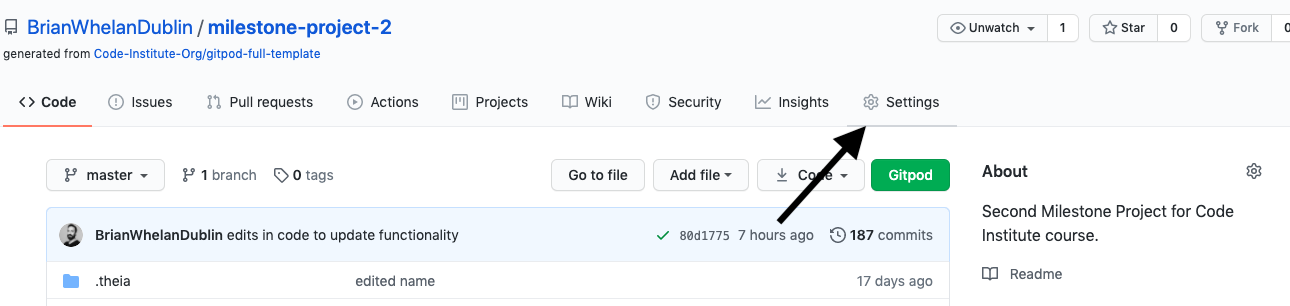 BrianWhelanDublin / milestone-project-2
Unwatch 1 Star 0 Fork
generated from Code-Institute-Org/gitpod-full-template
Code Issues Pull requests Actions Projects Wiki Security Insights Settings
master 1 branch 0 tags Go to file Add file Code Gitpod
About
BrianWhelanDublin edits in code to update functionality 80d1775 7 hours ago 187 commits
Second Milestone Project for Code
Institute course.
.theia edited name 17 days ago
Readme